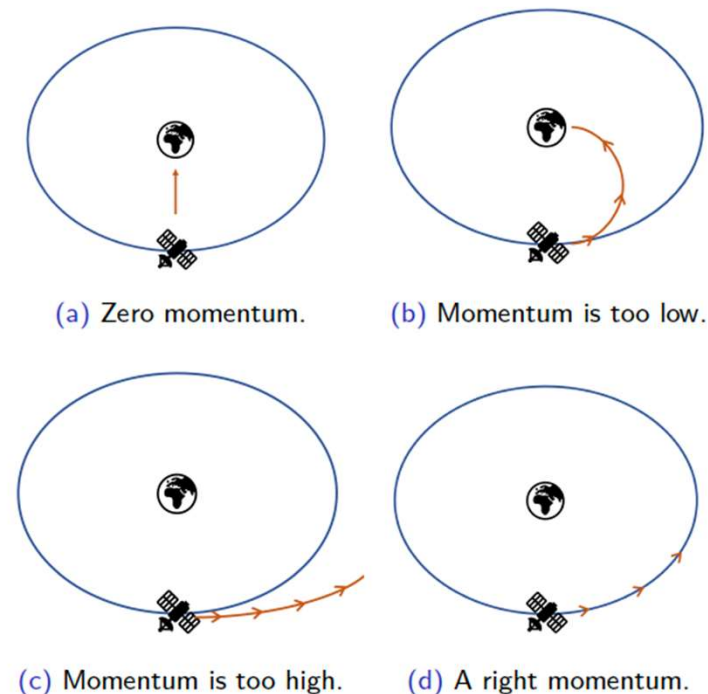 (a) Zero momentum.
(b) Momentum is too low.
(c) Momentum is too high.
(d) A right momentum.